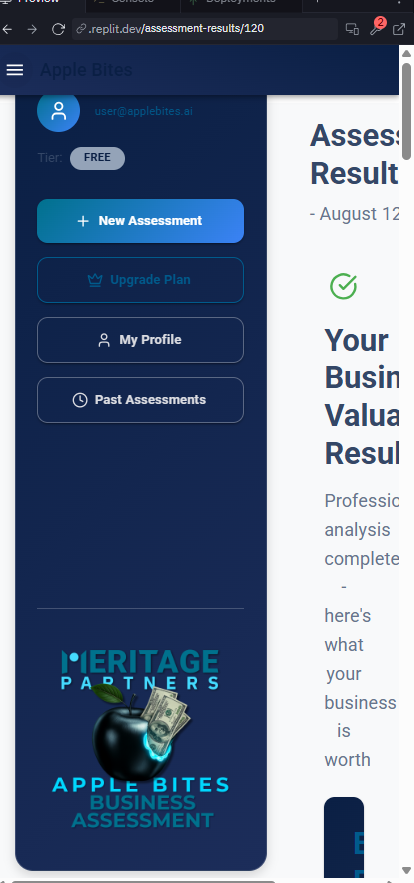 Preview
Console
Deployments
.replit.dev/assessment-results/120
2
Apple Bites
user@applebites.ai
Tier:
FREE
New Assessment
Upgrade Plan
My Profile
Past Assessments
MERITAGE
PARTNERS
APPLE BITES
BUSINESS
ASSESSMENT
Assess
Result
- August 12
Your
Busin
Valua
Resul
Professio
analysis
complete
-
here's
what
your
business
is
worth